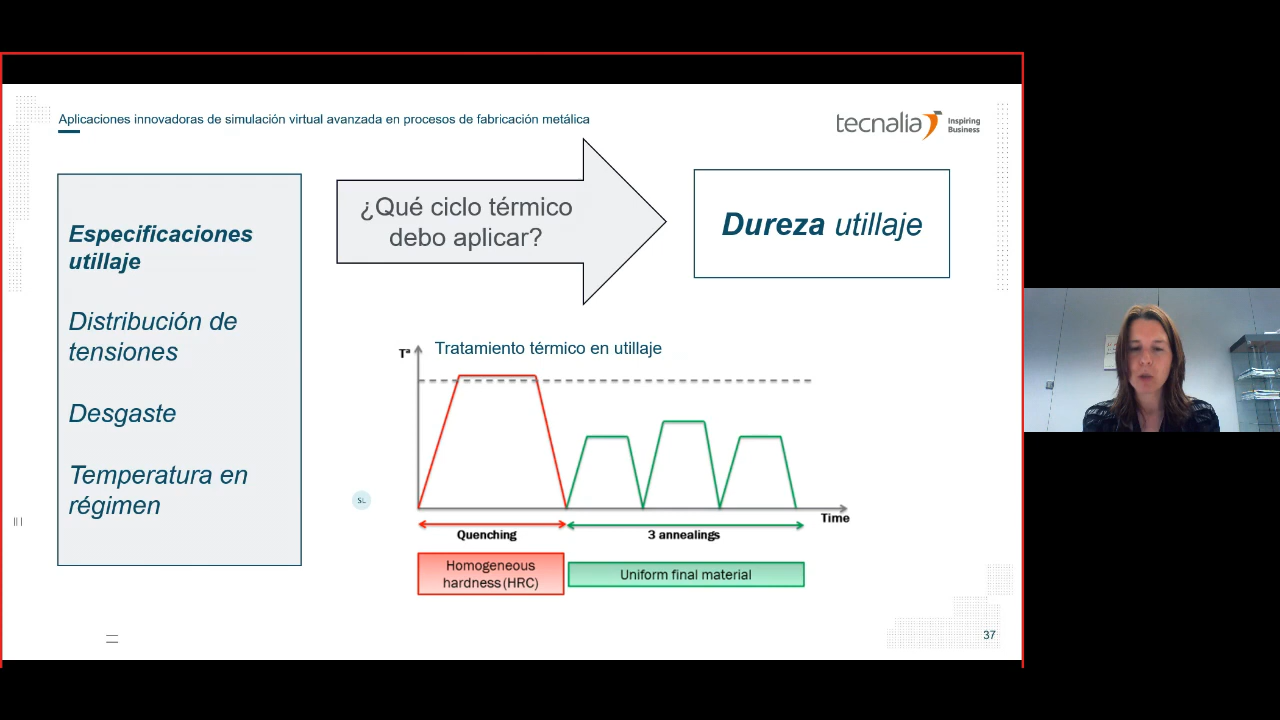 Aplicaciones innovadoras de simulación virtual avanzada en procesos de fabricación metálica
tecnalia
Inspiring
Business
Especificaciones
utillaje
Distribución de
tensiones
Desgaste
Temperatura en
régimen
¿Qué ciclo térmico
debo aplicar?
Dureza utillaje
Tratamiento térmico en utillaje
Tª
Time
Quenching
3 annealings
Homogeneous
hardness (HRC)
Uniform final material
SL
37